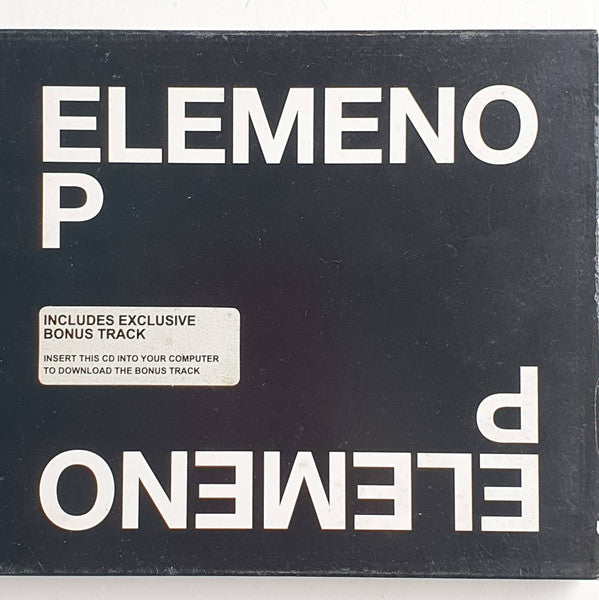 ELEMENO
P
INCLUDES EXCLUSIVE
BONUS TRACK
INSERT THIS CD INTO YOUR COMPUTER
TO DOWNLOAD THE BONUS TRACK
ELEMENO
P